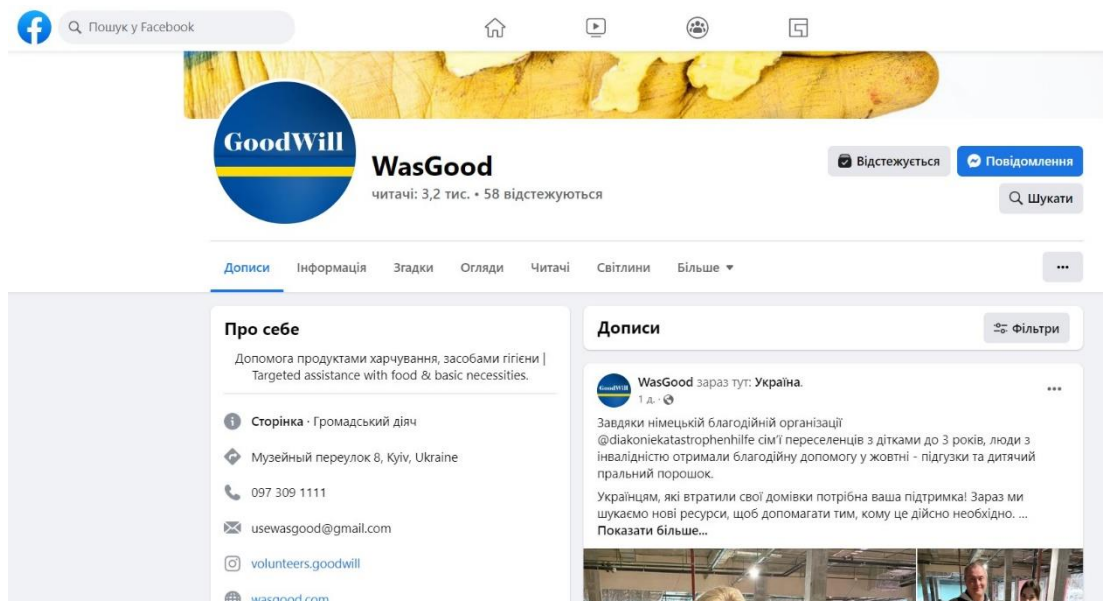 Пошук у Facebook
GoodWill
WasGood
читачі: 3,2 тис. • 58 відстежуються
Відстежується
Повідомлення
Шукати
Дописи Інформація Згадки Огляди Читачі Світлини Більше
Про себе
Допомога продуктами харчування, засобами гігієни |
Targeted assistance with food & basic necessities.
Сторінка · Громадський діяч
Музейный переулок 8, Kyiv, Ukraine
097 309 1111
usewasgood@gmail.com
volunteers.goodwill
wasgood.com
Дописи
Фільтри
GoodWill
WasGood зараз тут: Україна.
1 д. ·
Завдяки німецькій благодійній організації
@diakoniekatastrophenhilfe сім'ї переселенців з дітками до 3 років, люди з
інвалідністю отримали благодійну допомогу у жовтні - підгузки та дитячий
пральний порошок.
Українцям, які втратили свої домівки потрібна ваша підтримка! Зараз ми
шукаємо нові ресурси, щоб допомагати тим, кому це дійсно необхідно. ...
Показати більше...